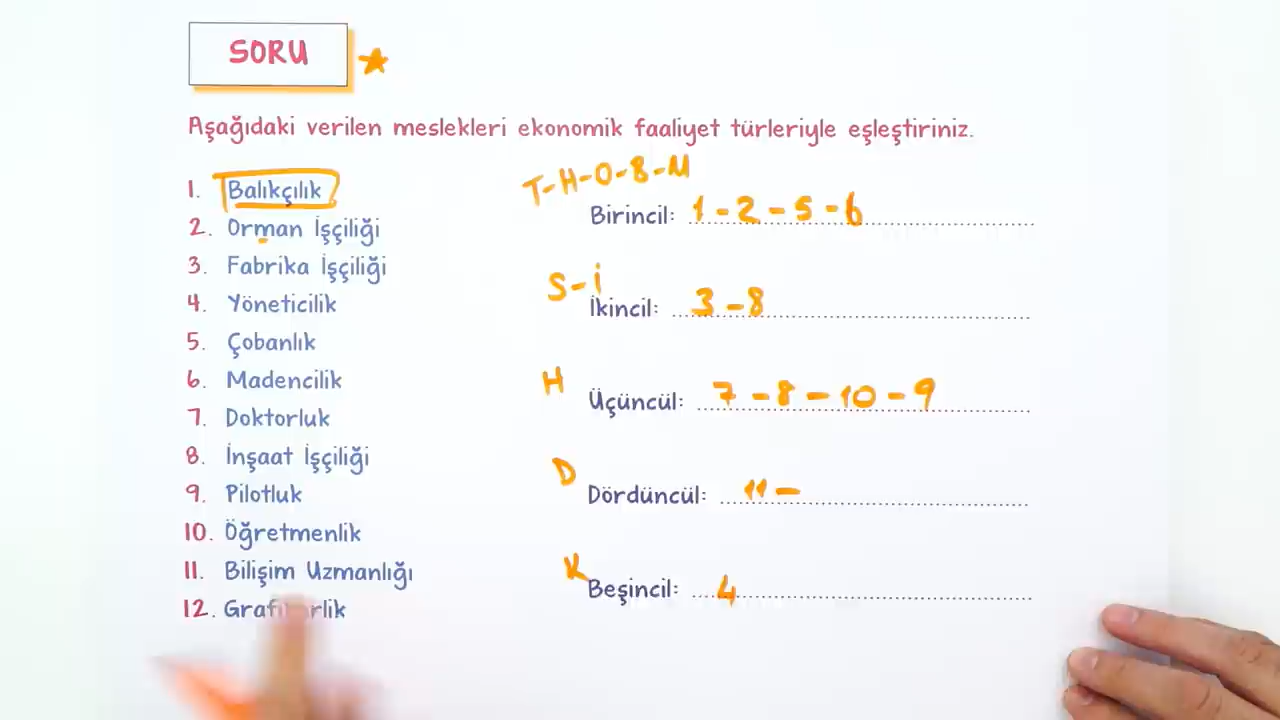 SORU
Aşağıdaki verilen meslekleri ekonomik faaliyet türleriyle eşleştiriniz.
1. Balıkçılık
2. Orman İşçiliği
3. Fabrika İşçiliği
4. Yöneticilik
5. Çobanlık
6. Madencilik
7. Doktorluk
8. İnşaat İşçiliği
9. Pilotluk
10. Öğretmenlik
11. Bilişim Uzmanlığı
12.
T-H-O-B-M
Birincil: 1-2-5-6
S-İ
İkincil: 3-8
H
Üçüncül: 7-8-10-9
D
Dördüncül: 11-
K
Beşincil: 4